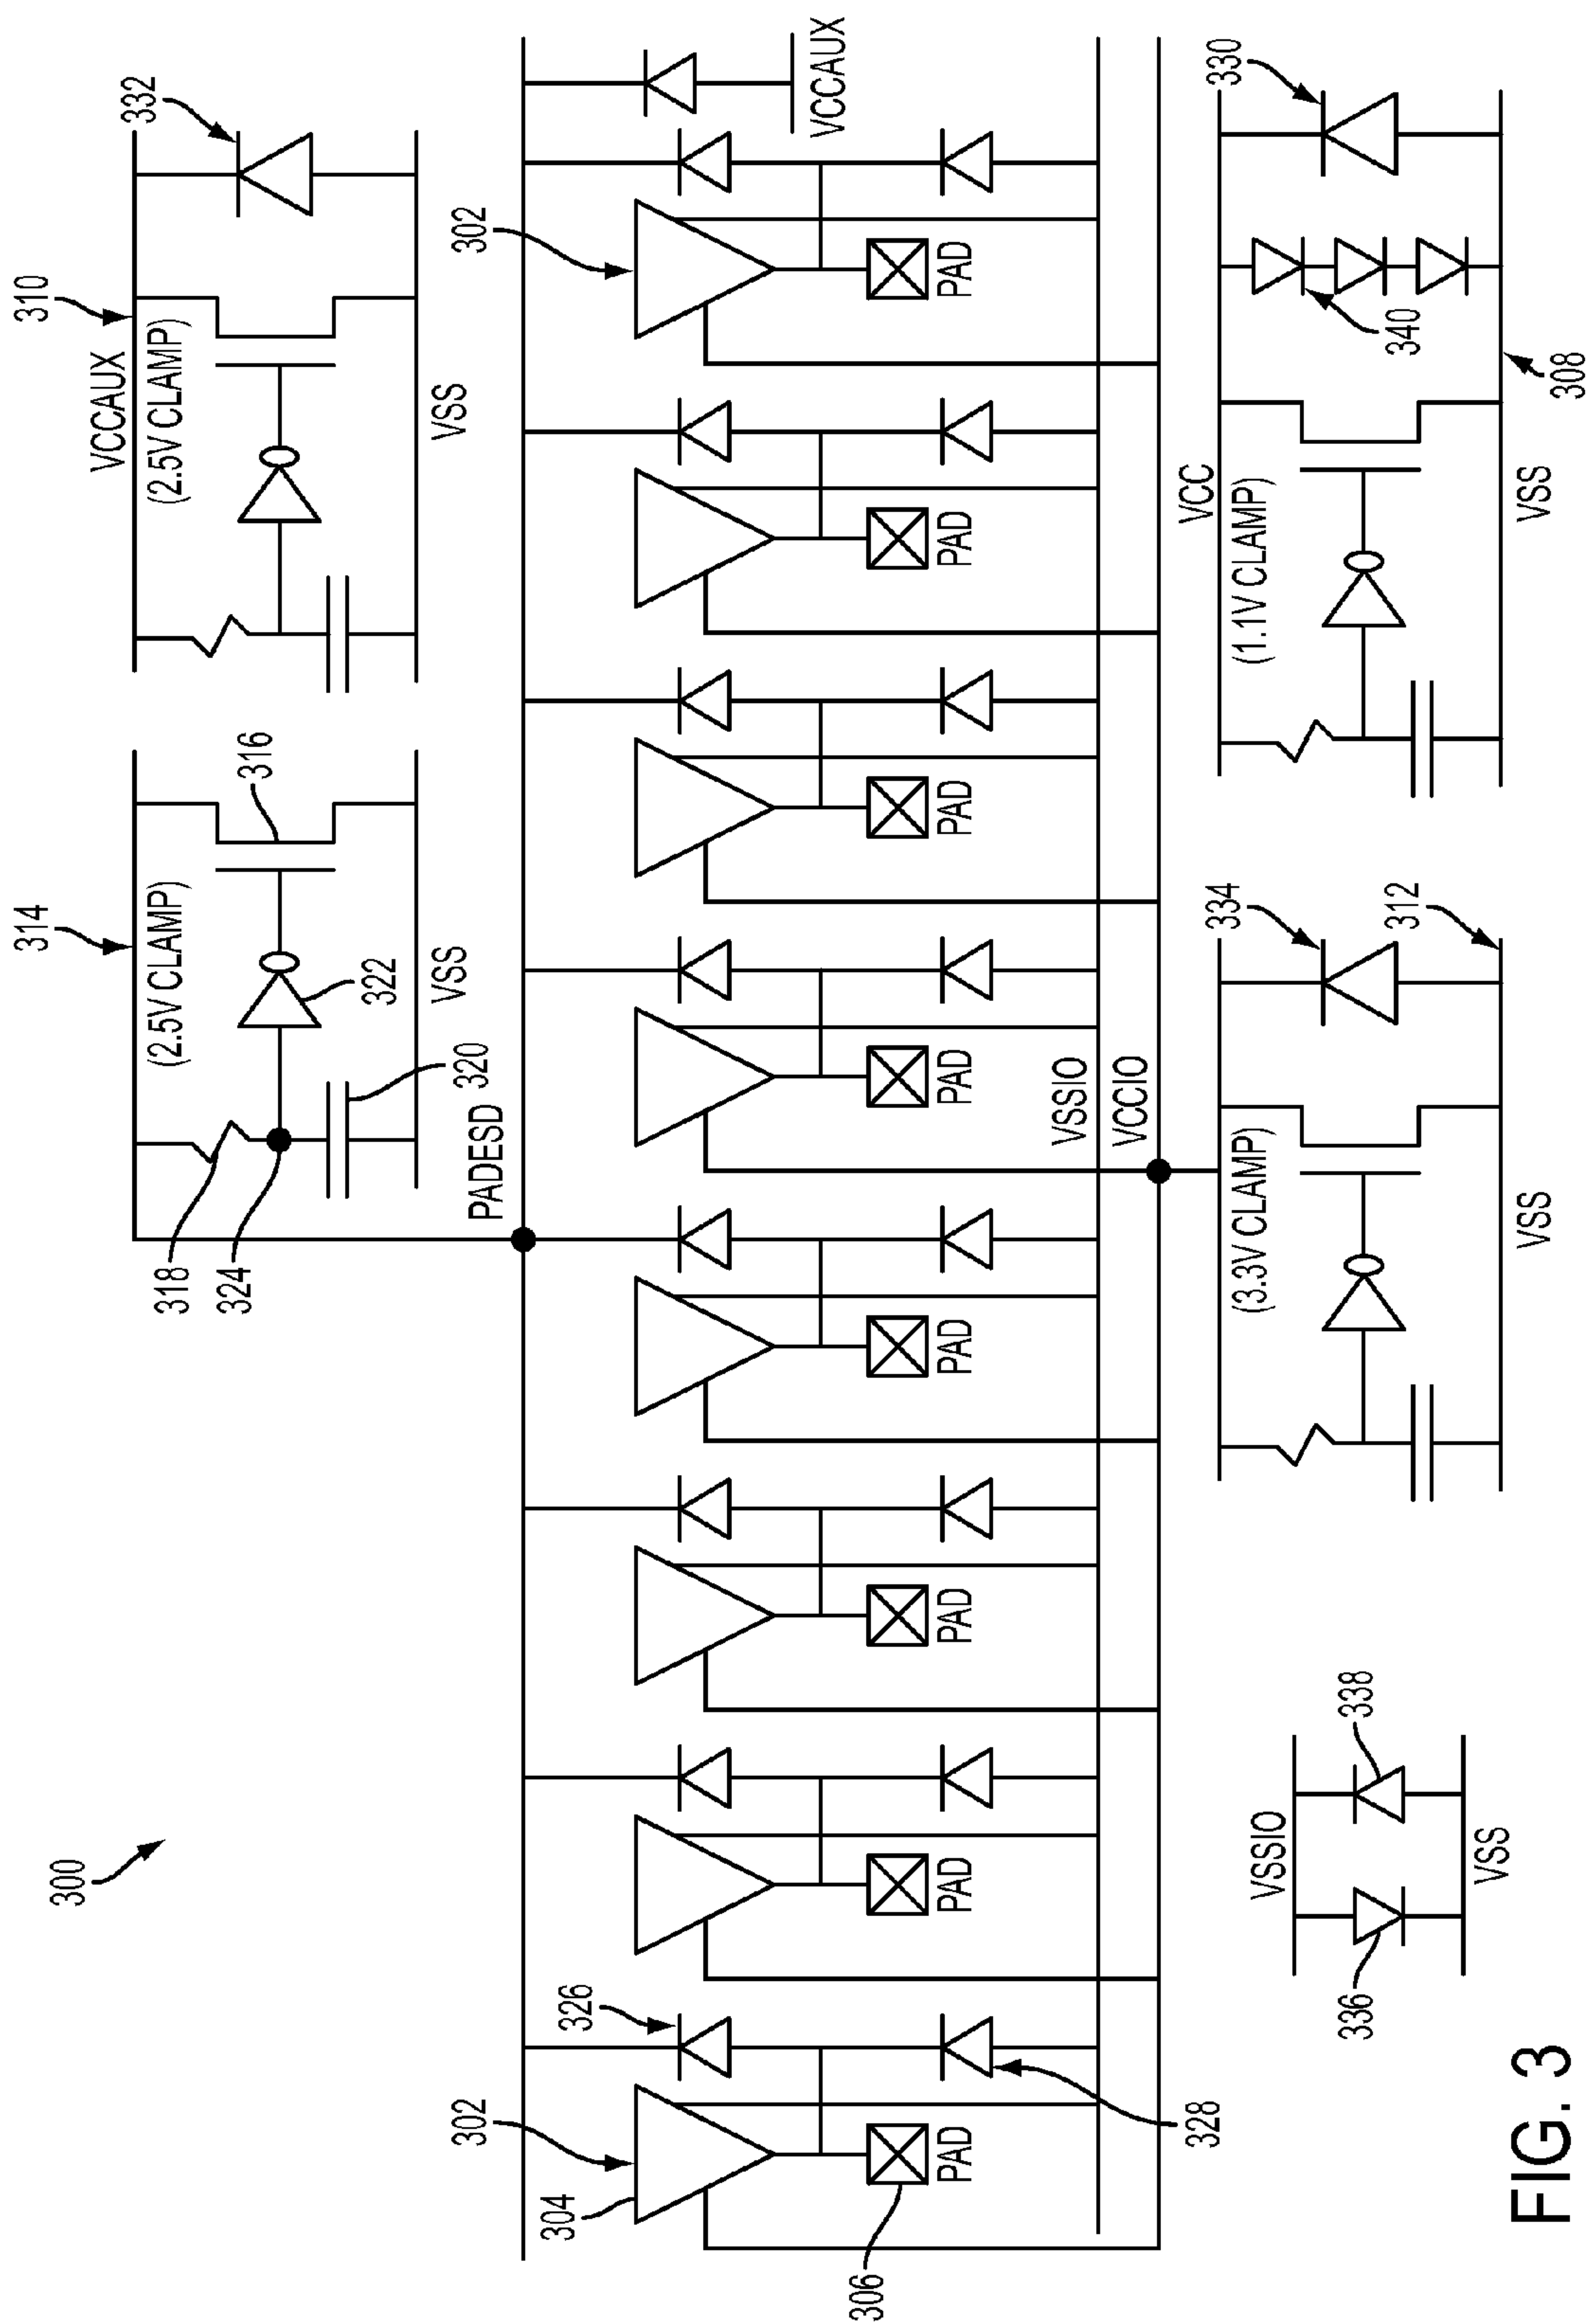 300
314
310
VCCAUX
332
(2.5V CLAMP)
316
(2.5V CLAMP)
318
324
322
320
VSS
VSS
PADESD
302
302
304
326
VCCAUX
306
PAD
PAD
PAD
PAD
PAD
PAD
PAD
PAD
328
VSSIO
VCCIO
VCC
330
VSSIO
338
336
VSS
(3.3V CLAMP)
334
312
VSS
(1.1V CLAMP)
340
308
VSS
FIG. 3